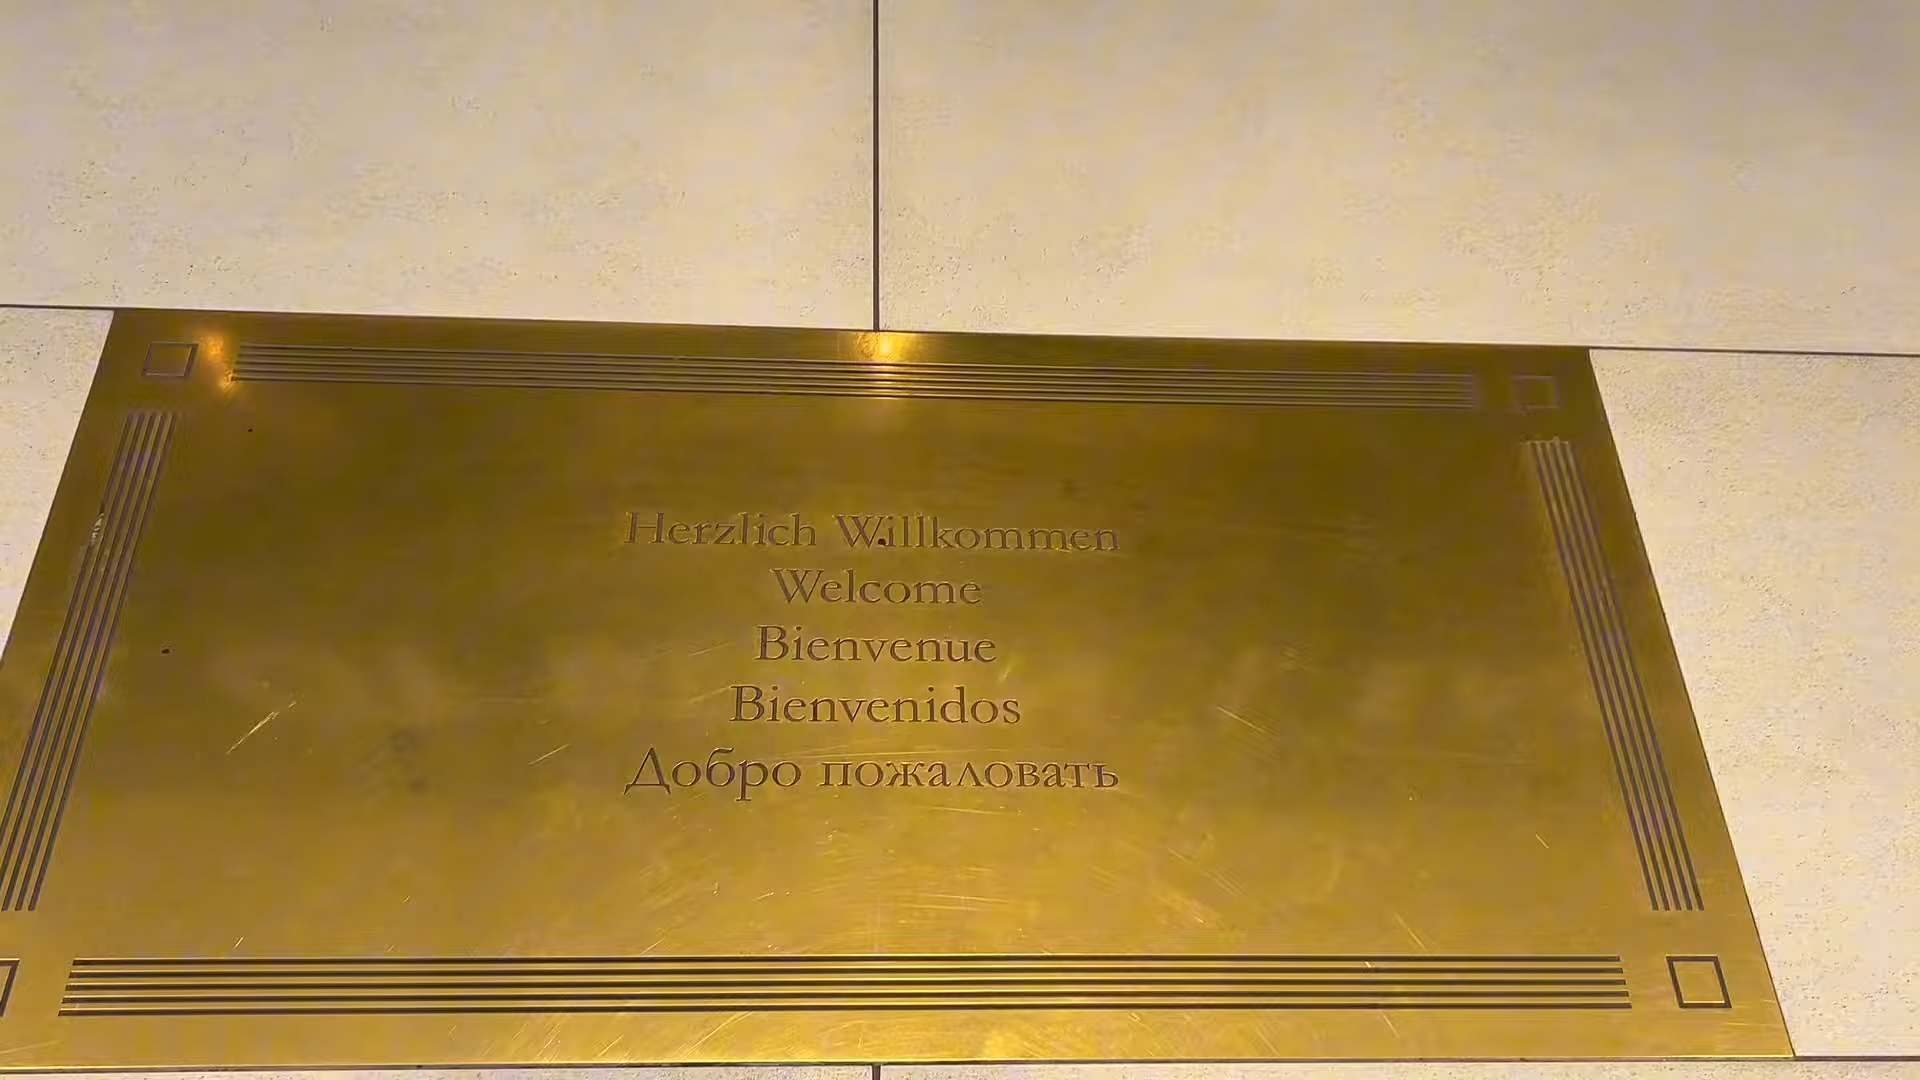 Herzlich Willkommen
Welcome
Bienvenue
Bienvenidos
Добро пожаловать